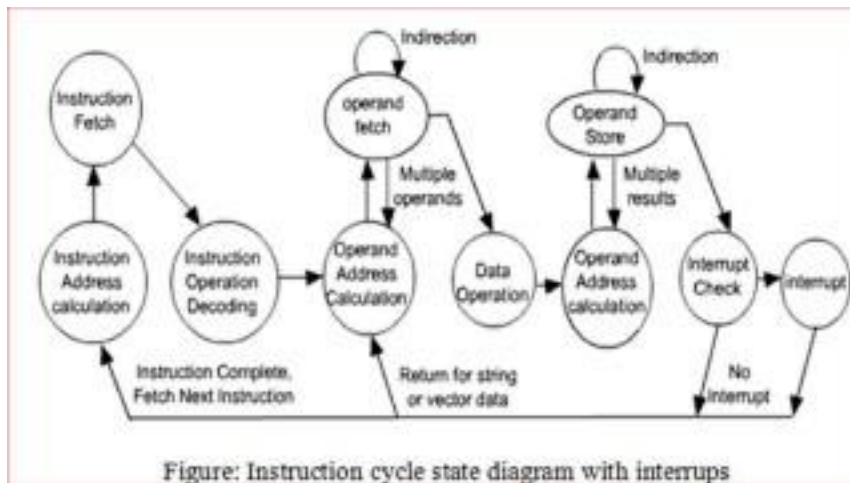 Indirection
Indirection
Instruction
Fetch
operand
fetch
Operand
Store
Multiple
operands
Multiple
results
Instruction
Address
calculation
Instruction
Operation
Decoding
Operand
Address
Calculation
Data
Operation
Operand
Address
calculation
Interrupt
Check
interrupt
Instruction Complete,
Fetch Next Instruction
Return for string
or vector data
No
Interrupt
Figure: Instruction cycle state diagram with interrups